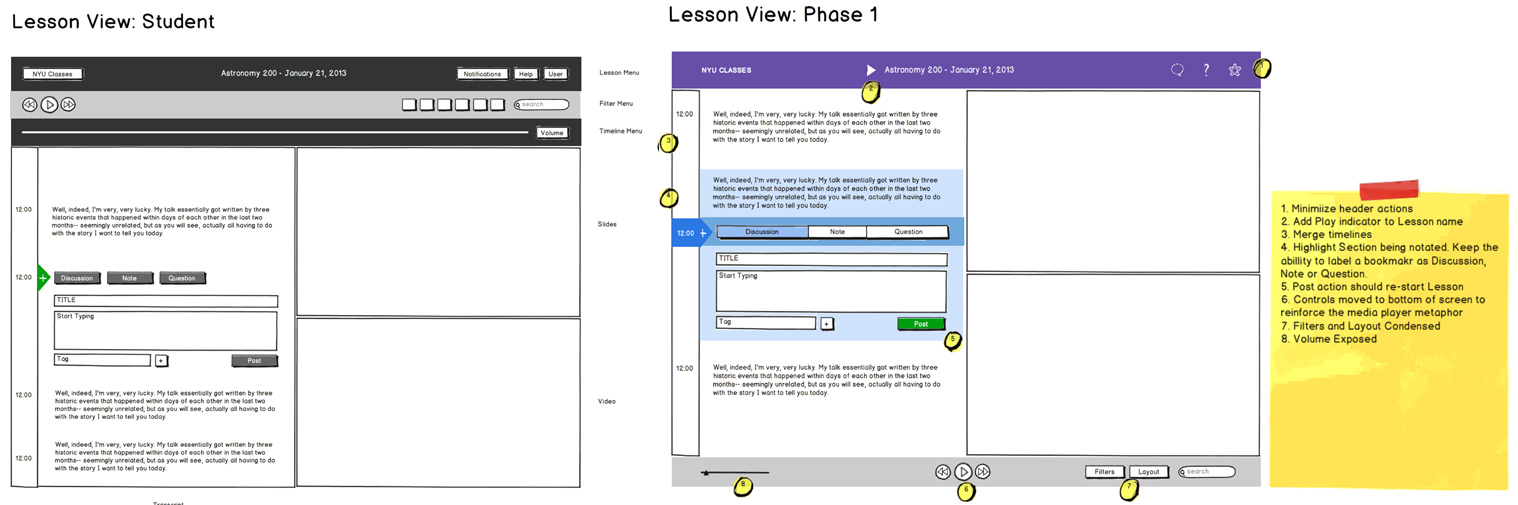 Lesson View: Student
NYU Classes
Astronomy 200 - January 21, 2013
Notifications
Help
User
search
Volume
Lesson Menu
Filter Menu
Timeline Menu
Slides
Video
12:00
Well, indeed, I'm very, very lucky. My talk essentially got written by three
historic events that happened within days of each other in the last two
months-- seemingly unrelated, but as you will see, actually all having to do
with the story I want to tell you today.
12:00
+
Discussion
Note
Question
TITLE
Start Typing
Tag
+
Post
12:00
Well, indeed, I'm very, very lucky. My talk essentially got written by three
historic events that happened within days of each other in the last two
months-- seemingly unrelated, but as you will see, actually all having to do
with the story I want to tell you today.
12:00
Well, indeed, I'm very, very lucky. My talk essentially got written by three
historic events that happened within days of each other in the last two
months-- seemingly unrelated, but as you will see, actually all having to do
with the story I want to tell you today.
Transcript
Lesson View: Phase 1
NYU CLASSES
Astronomy 200 - January 21, 2013
?
1
2
12:00
Well, indeed, I'm very, very lucky. My talk essentially got written by three
historic events that happened within days of each other in the last two
months-- seemingly unrelated, but as you will see, actually all having to do
with the story I want to tell you today.
3
4
Well, indeed, I'm very, very lucky. My talk essentially got written by three
historic events that happened within days of each other in the last two
months-- seemingly unrelated, but as you will see, actually all having to do
with the story I want to tell you today.
12:00
+
Discussion
Note
Question
TITLE
Start Typing
Tag
+
Post
5
12:00
Well, indeed, I'm very, very lucky. My talk essentially got written by three
historic events that happened within days of each other in the last two
months-- seemingly unrelated, but as you will see, actually all having to do
with the story I want to tell you today.
8
6
Filters
Layout
search
7
1. Minimiize header actions
2. Add Play indicator to Lesson name
3. Merge timelines
4. Highlight Section being notated. Keep the
abillity to label a bookmakr as Discussion,
Note or Question.
5. Post action should re-start Lesson
6. Controls moved to bottom of screen to
reinforce the media player metaphor
7. Filters and Layout Condensed
8. Volume Exposed